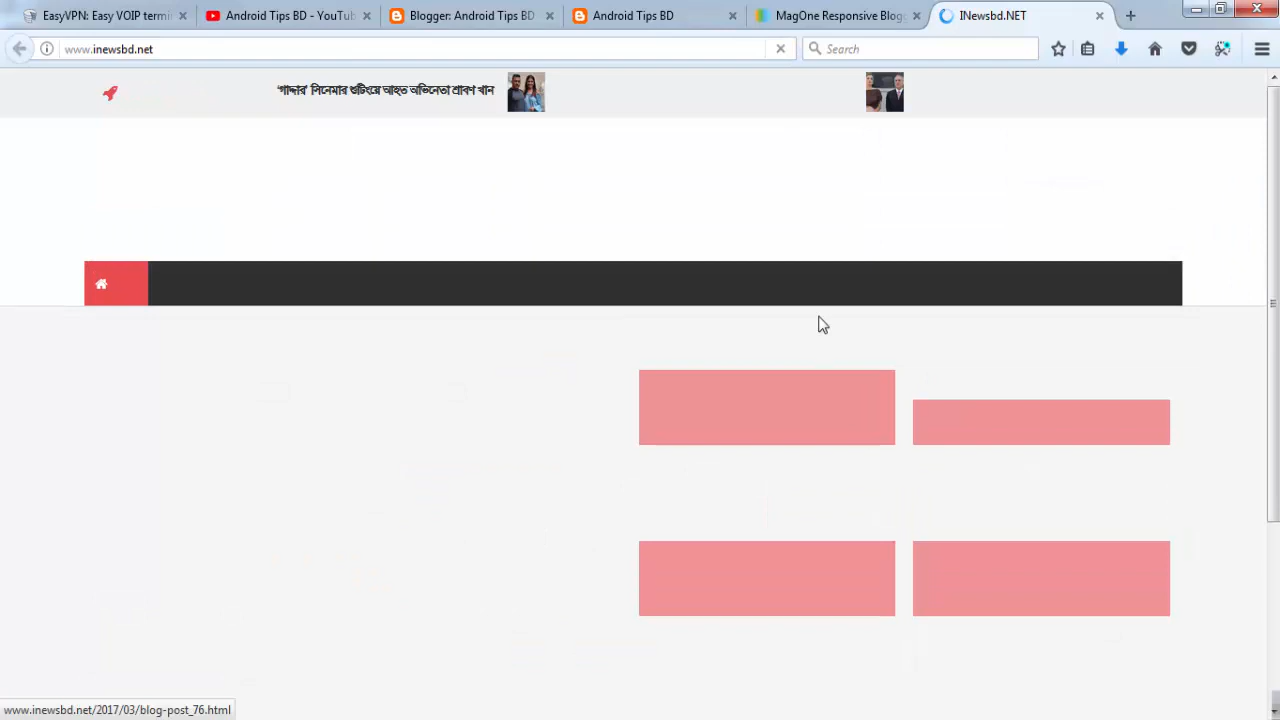 EasyVPN: Easy VOIP termi
Android Tips BD - YouTub
Blogger: Android Tips BD
Android Tips BD
MagOne Responsive Blog
INewsbd.NET
www.inewsbd.net
Search
'গাদ্দার' সিনেমার শুটিংয়ে আহত অভিনেতা শ্রাবণ খান
www.inewsbd.net/2017/03/blog-post_76.html